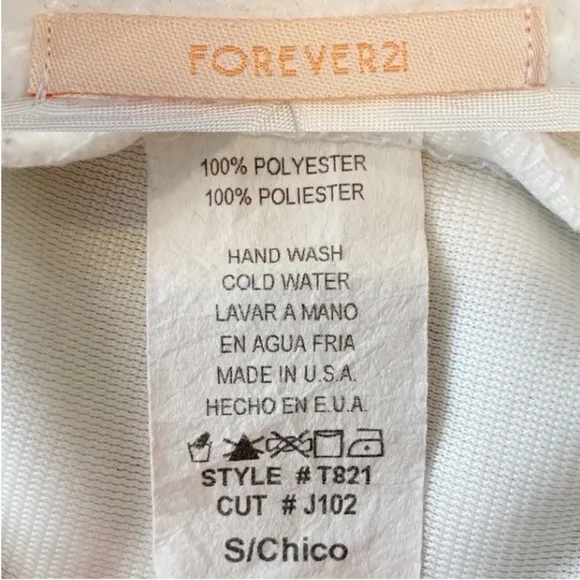 FOREVER21
100% POLYESTER
100% POLIESTER
HAND WASH
COLD WATER
LAVAR A MANO
EN AGUA FRIA
MADE IN U.S.A.
HECHO EN E.U.A.
STYLE # T821
CUT # J102
S/Chico